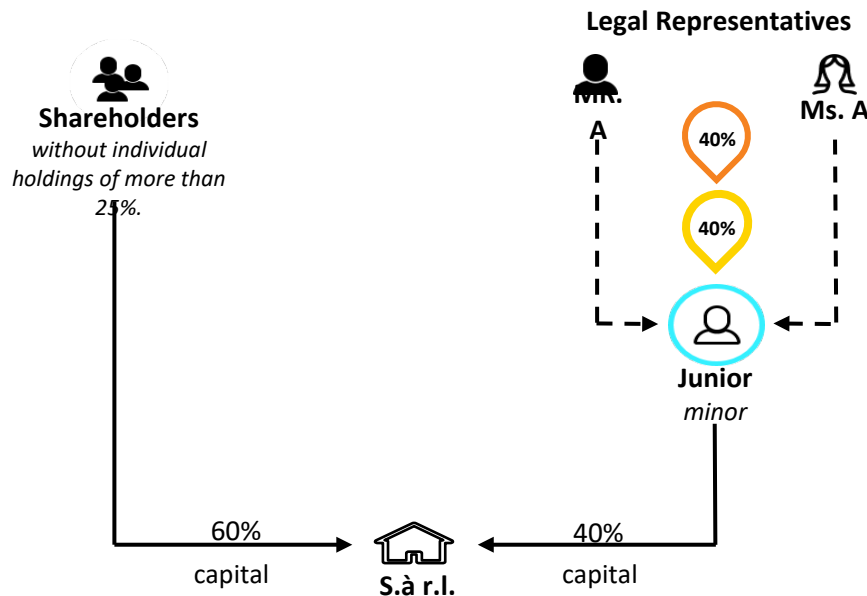 Legal Representatives
MR.
A
Ms. A
Shareholders
without individual
holdings of more than
25%.
40%
40%
Junior
minor
60%
capital
40%
capital
S.à r.l.